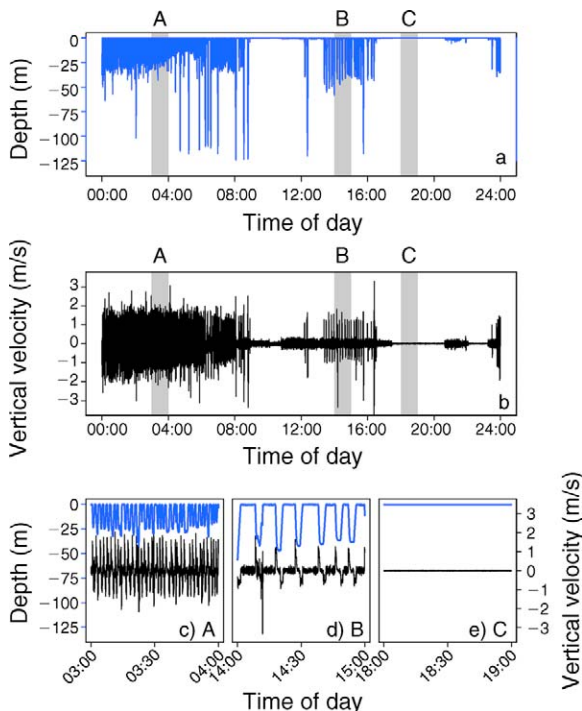 A B C
0
−25
−50
−75
−100
−125
Depth (m)
a
00:00 04:00 08:00 12:00 16:00 20:00 24:00
Time of day
A B C
3
2
1
0
−1
−2
−3
Vertical velocity (m/s)
b
00:00 04:00 08:00 12:00 16:00 20:00 24:00
Time of day
0
−25
−50
−75
−100
−125
Depth (m)
c) A d) B e) C
3
2
1
0
−1
−2
−3
Vertical velocity (m/s)
03:00 03:30 04:00 14:00 14:30 15:00 18:00 18:30 19:00
Time of day